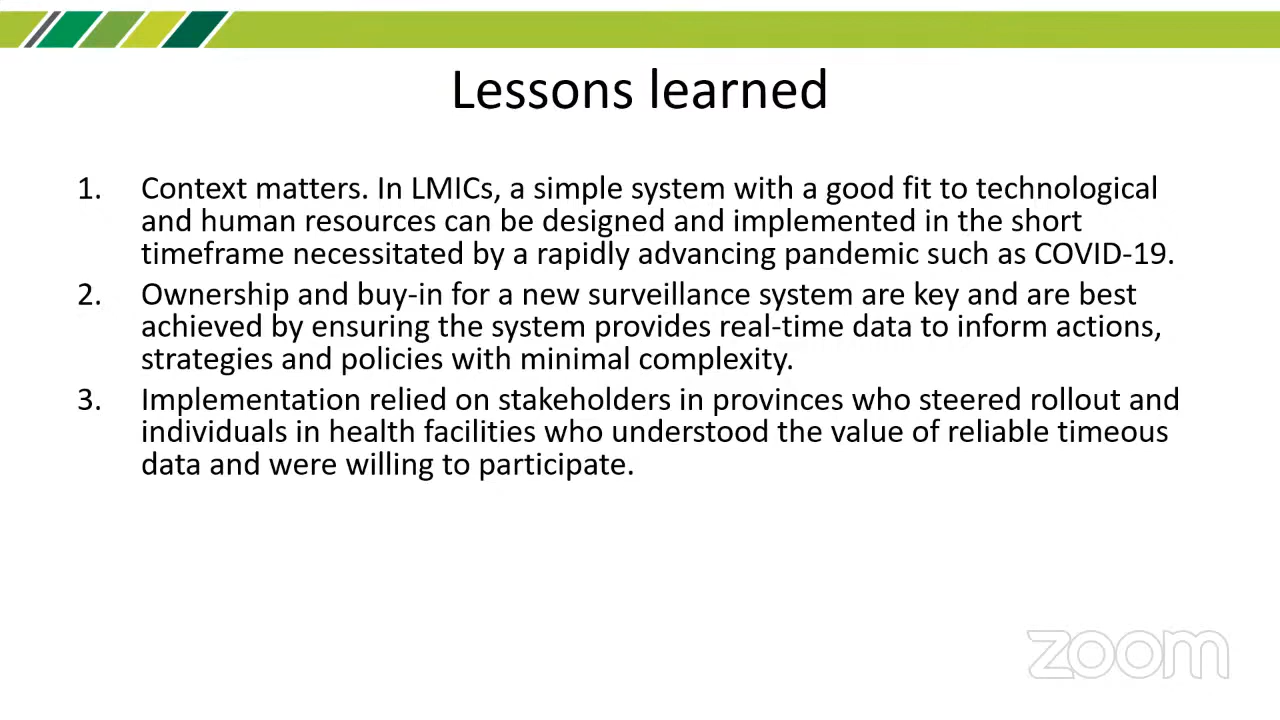 Lessons learned
1. Context matters. In LMICs, a simple system with a good fit to technological
and human resources can be designed and implemented in the short
timeframe necessitated by a rapidly advancing pandemic such as COVID-19.
2. Ownership and buy-in for a new surveillance system are key and are best
achieved by ensuring the system provides real-time data to inform actions,
strategies and policies with minimal complexity.
3. Implementation relied on stakeholders in provinces who steered rollout and
individuals in health facilities who understood the value of reliable timeous
data and were willing to participate.
zoom